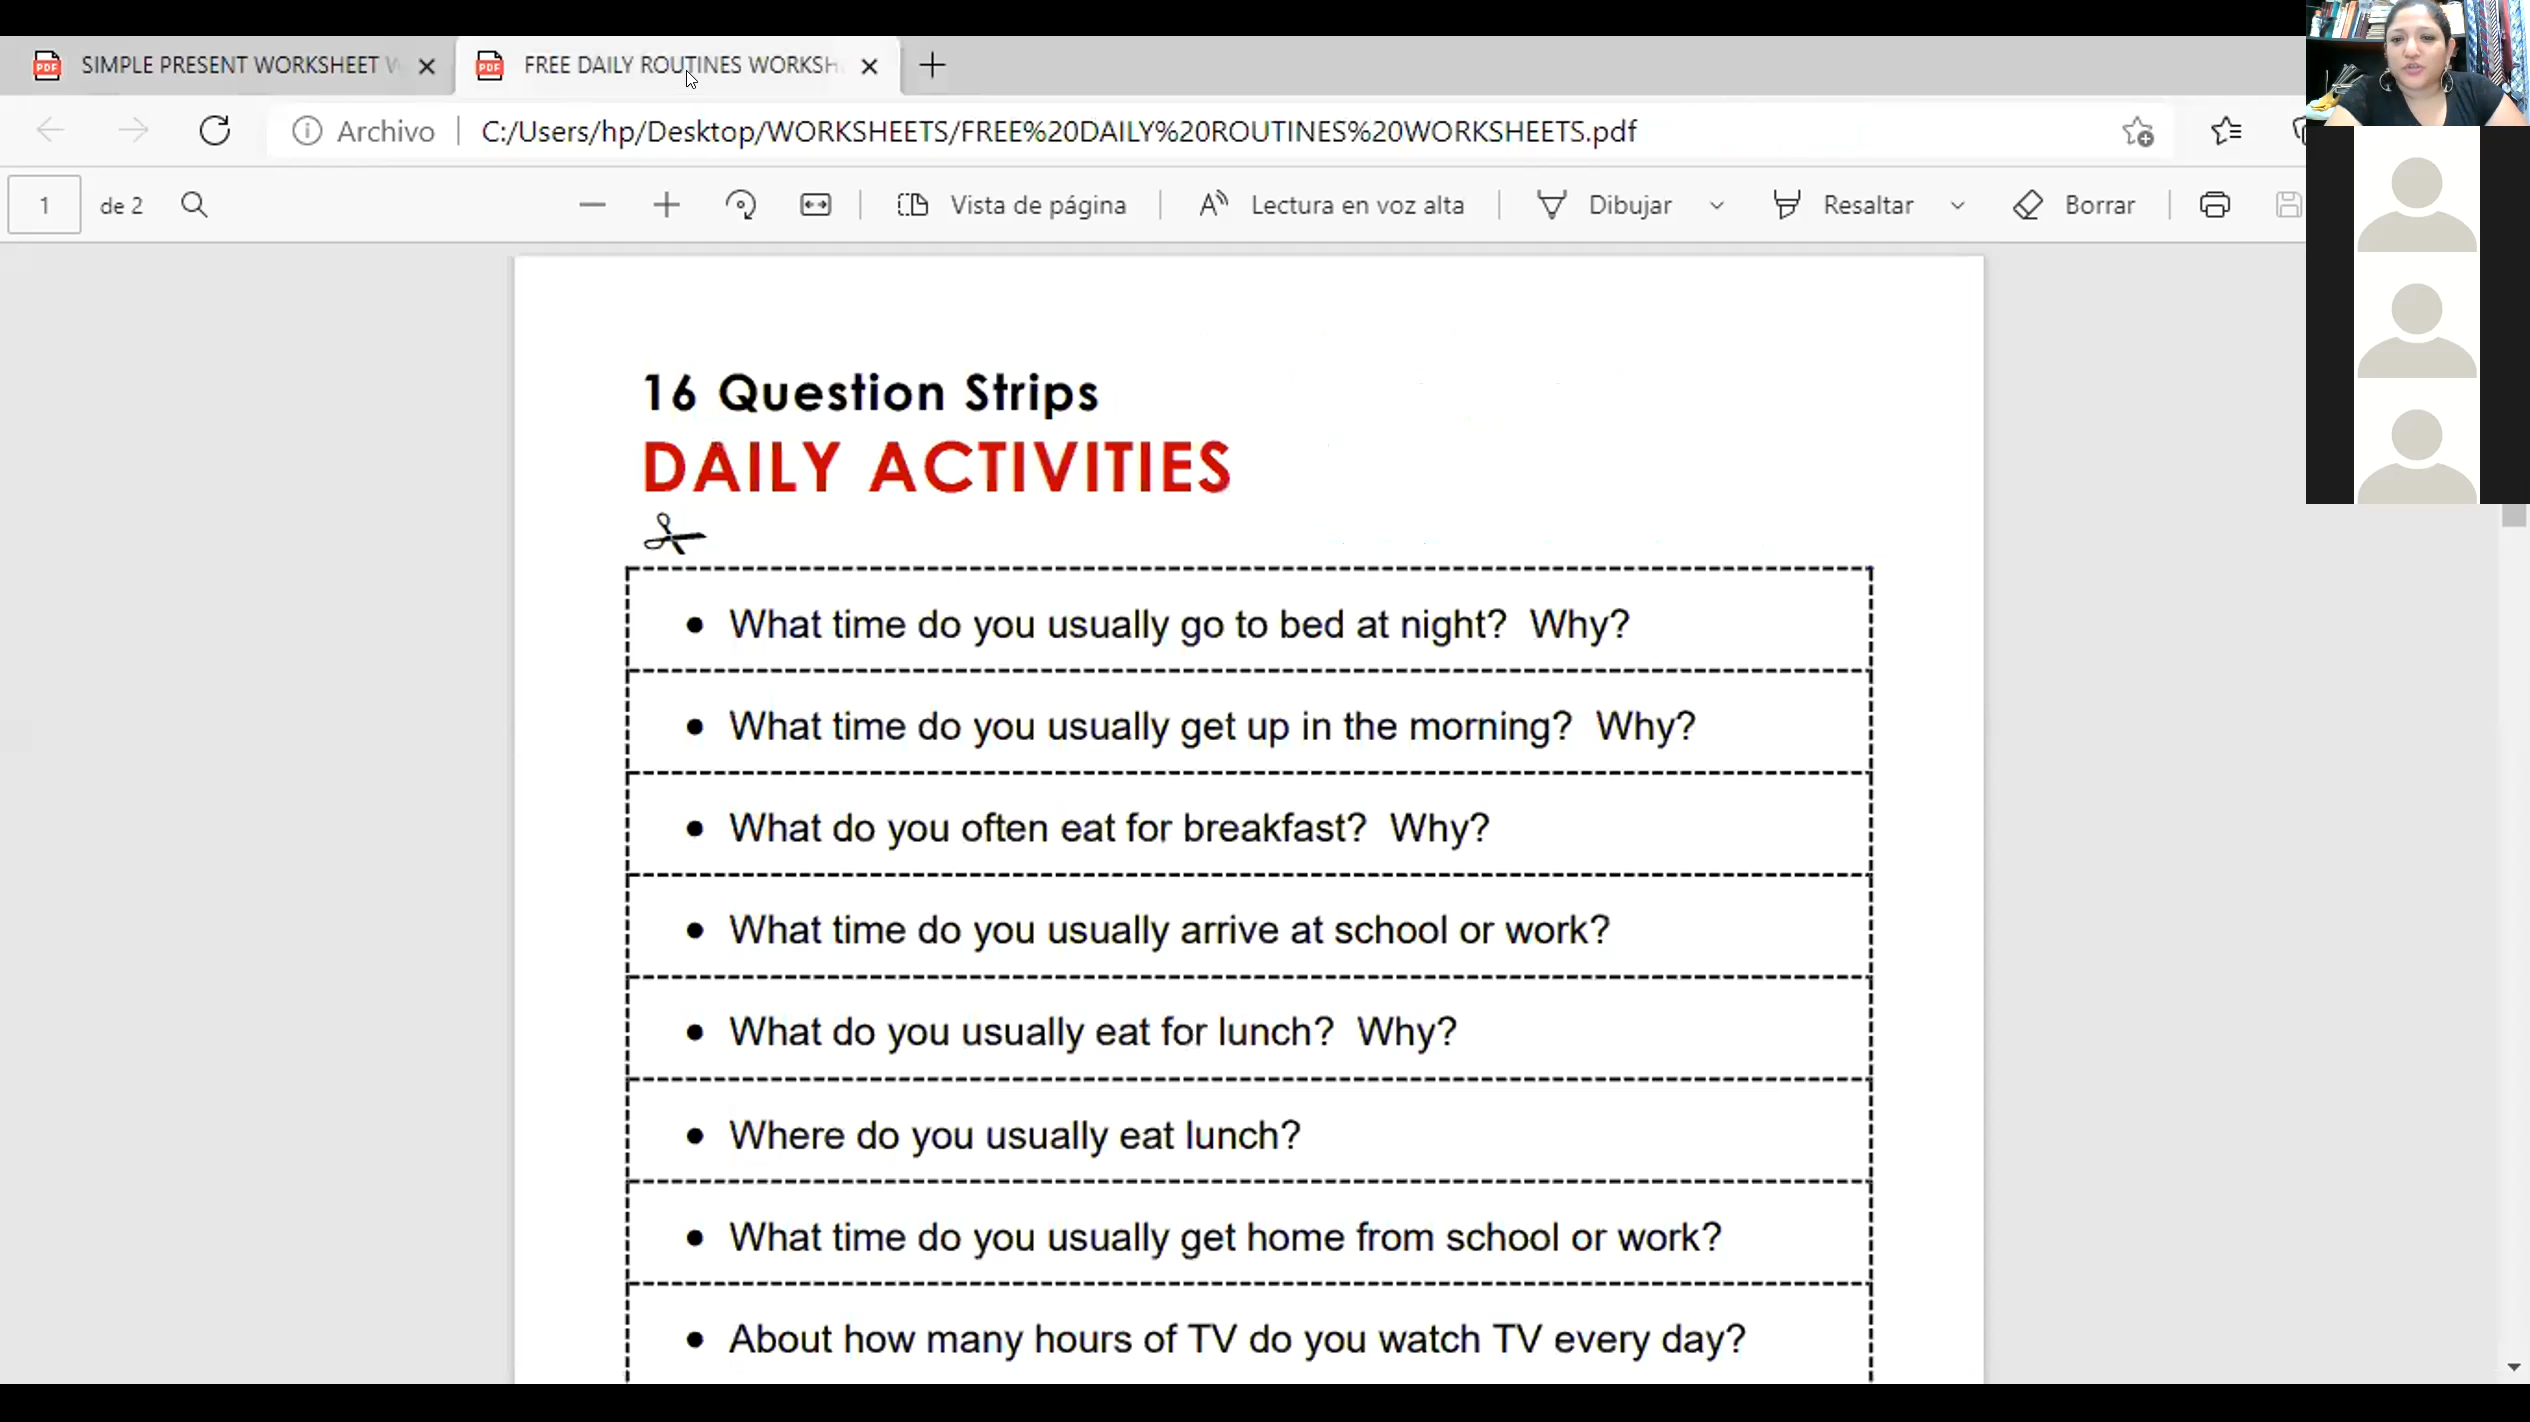 SIMPLE PRESENT WORKSHEET
FREE DAILY ROUTINES WORKSH
Archivo
C:/Users/hp/Desktop/WORKSHEETS/FREE%20DAILY%20ROUTINES%20WORKSHEETS.pdf
1 de 2
Vista de página
Lectura en voz alta
Dibujar
Resaltar
Borrar
16 Question Strips
DAILY ACTIVITIES
• What time do you usually go to bed at night? Why?
• What time do you usually get up in the morning? Why?
• What do you often eat for breakfast? Why?
• What time do you usually arrive at school or work?
• What do you usually eat for lunch? Why?
• Where do you usually eat lunch?
• What time do you usually get home from school or work?
• About how many hours of TV do you watch TV every day?